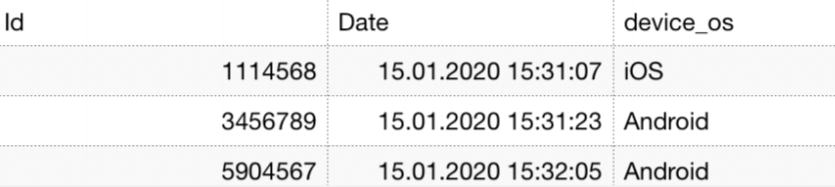 Id Date device_os
1114568 15.01.2020 15:31:07 iOS
3456789 15.01.2020 15:31:23 Android
5904567 15.01.2020 15:32:05 Android